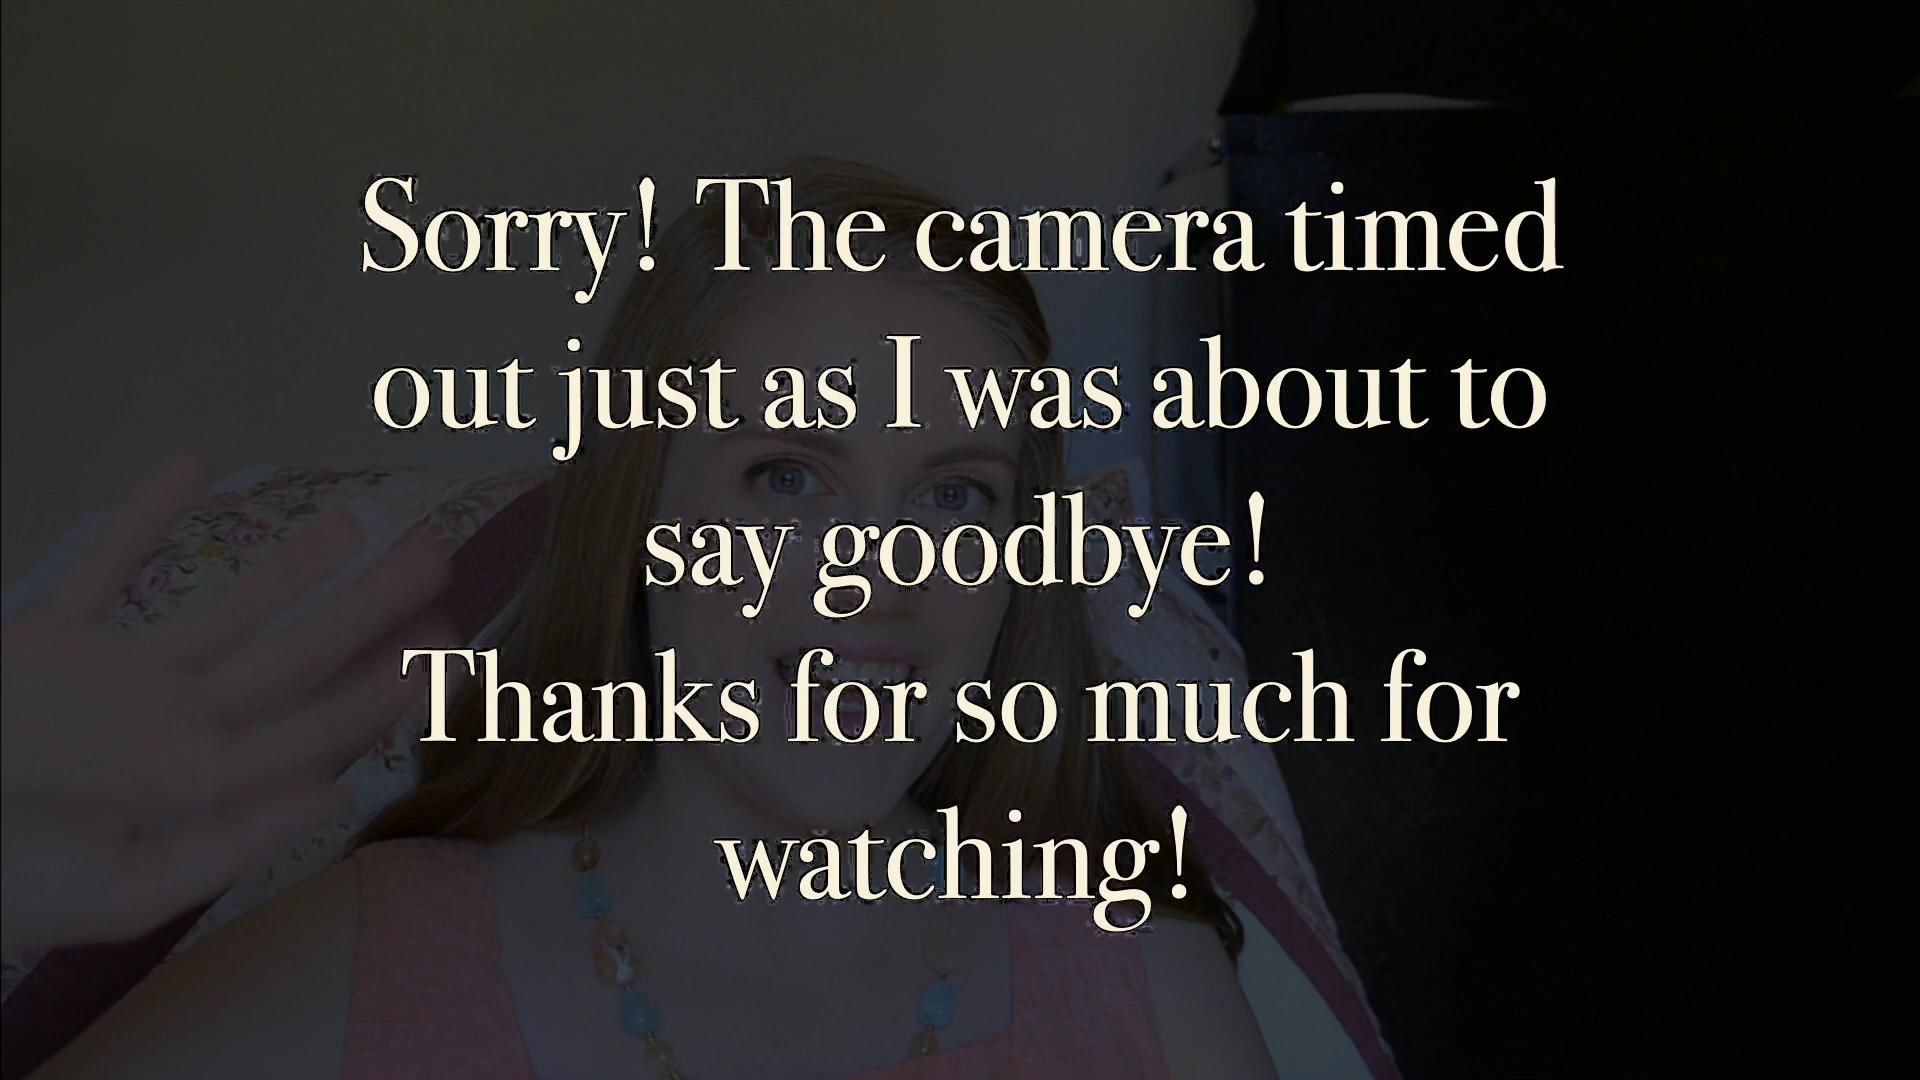 Sorry! The camera timed
out just as I was about to
say goodbye!
Thanks for so much for
watching!